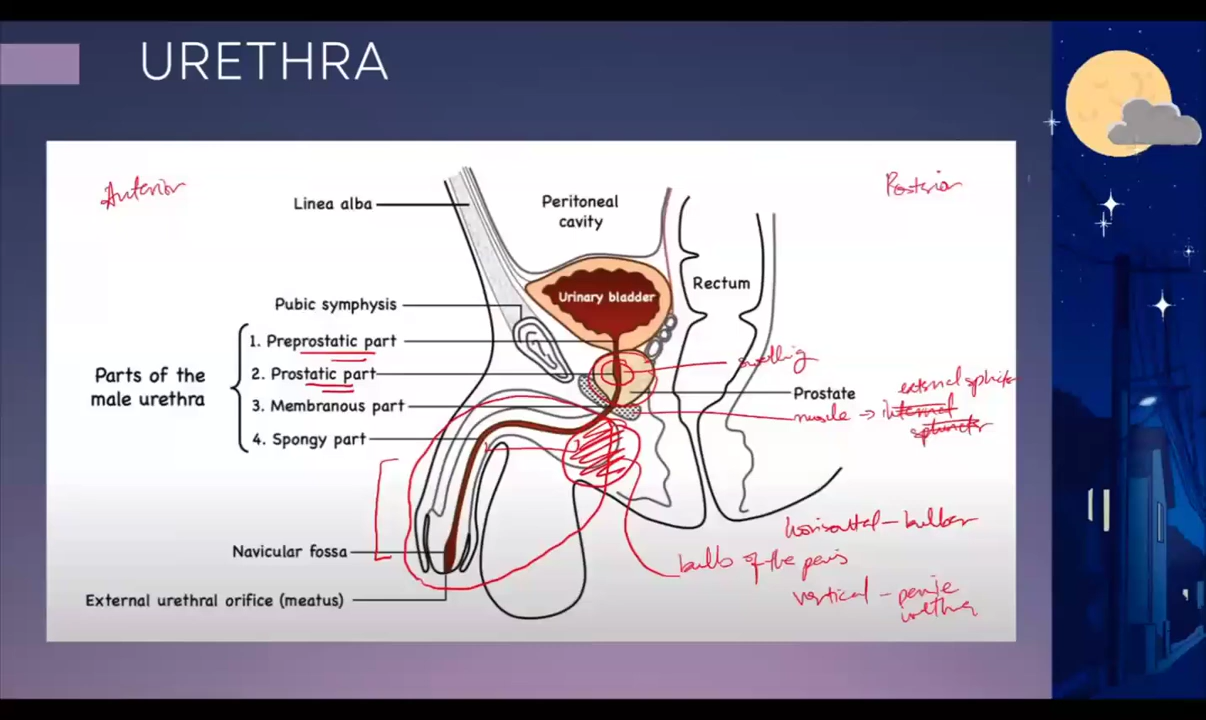 URETHRA
Anterior
Posterior
Linea alba
Peritoneal
cavity
Rectum
Urinary bladder
Pubic symphysis
1. Preprostatic part
2. Prostatic part
3. Membranous part
4. Spongy part
Parts of the
male urethra
swelling
Prostate
external sphincter
muscle → internal
sphincter
Navicular fossa
External urethral orifice (meatus)
horizontal - bulbar
bulb of the penis
vertical - penile
urethra